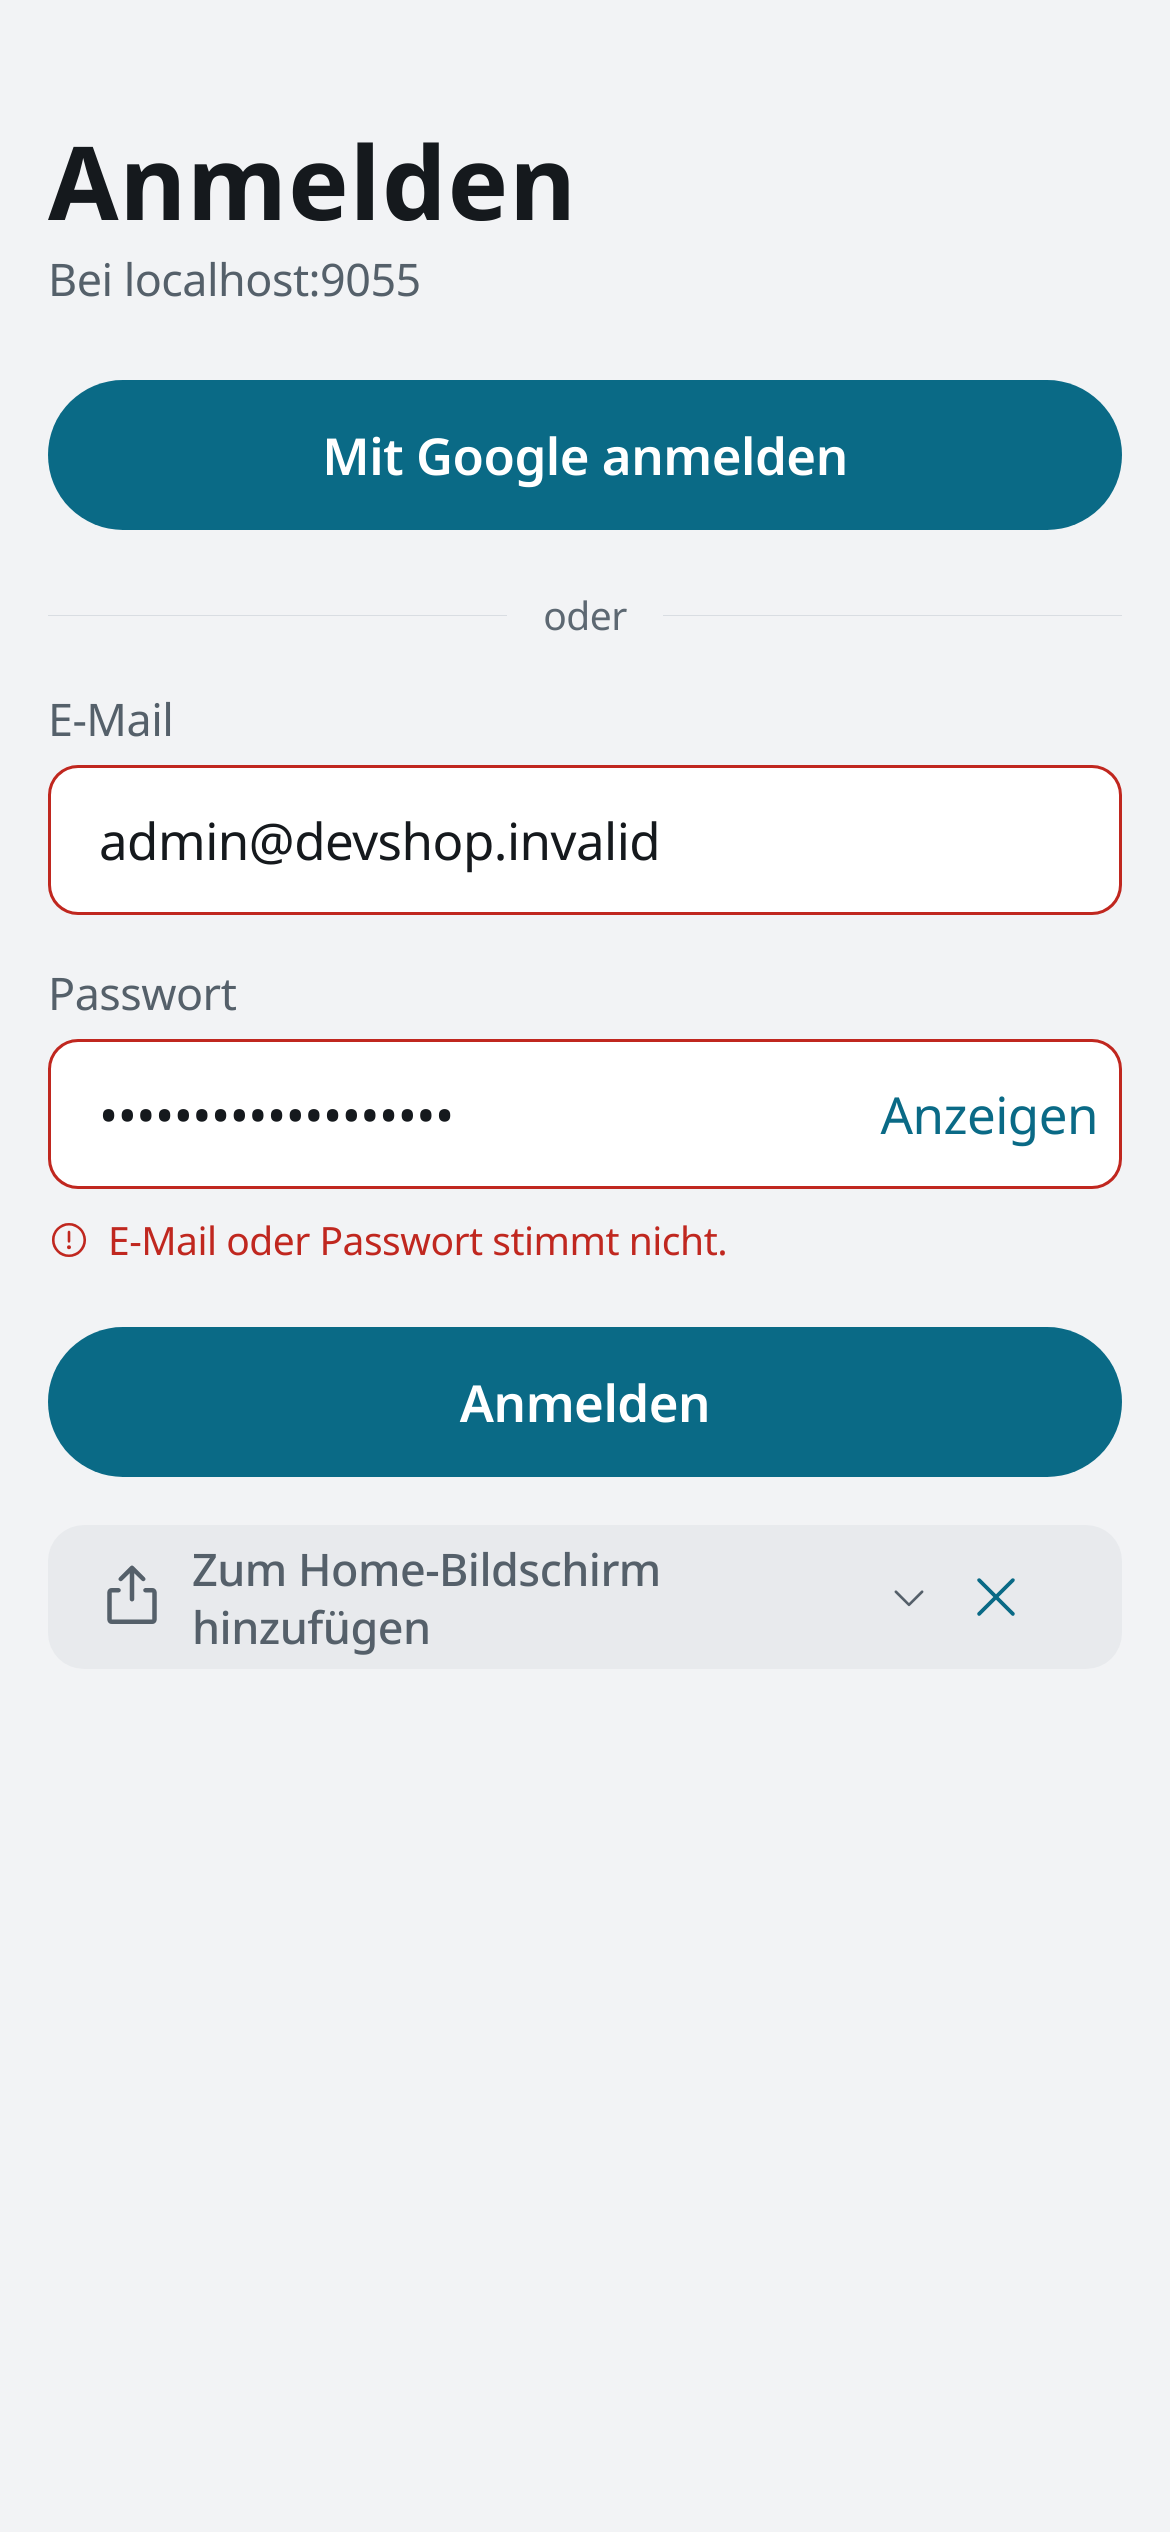 Anmelden
Bei localhost:9055
Mit Google anmelden
oder
E-Mail
admin@devshop.invalid
Passwort
•••••••••••••••••••
Anzeigen
E-Mail oder Passwort stimmt nicht.
Anmelden
Zum Home-Bildschirm
hinzufügen